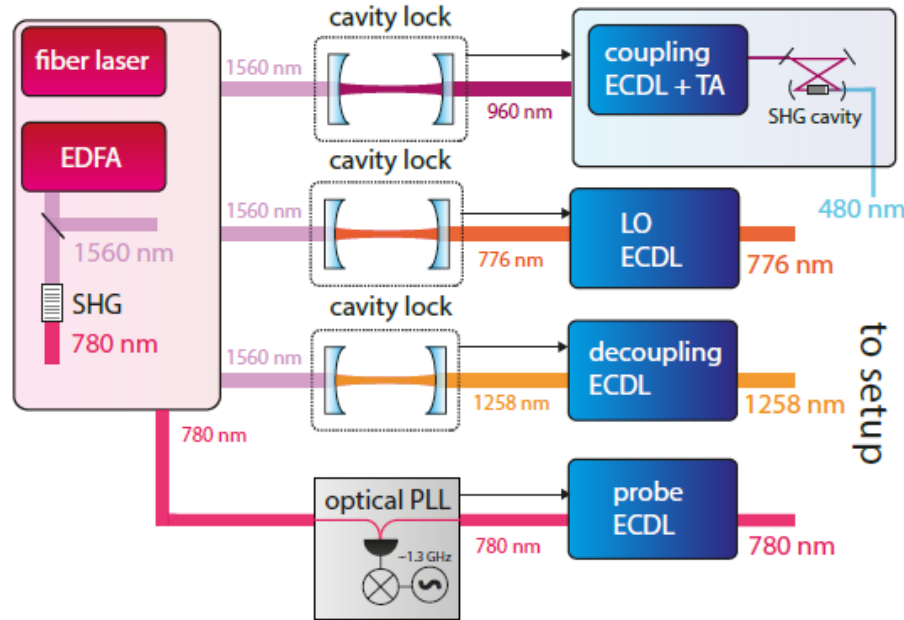 cavity lock
fiber laser
1560 nm
960 nm
coupling
ECDL + TA
SHG cavity
480 nm
EDFA
1560 nm
SHG
780 nm
cavity lock
1560 nm
776 nm
LO
ECDL
776 nm
cavity lock
1560 nm
1258 nm
decoupling
ECDL
1258 nm
to setup
780 nm
optical PLL
~1.3 GHz
780 nm
probe
ECDL
780 nm